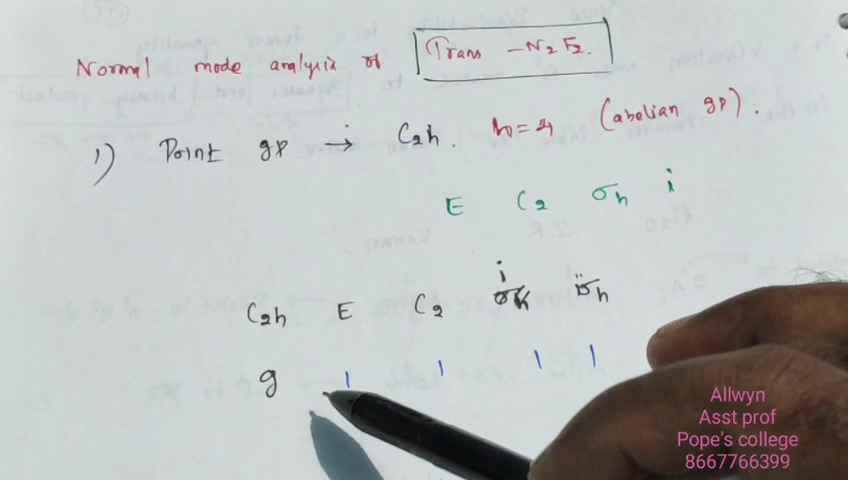 Normal mode analysis of Trans - N2F2.
1) Point gp → C2h. h=4 (abelian gp).
E C2 σh i
i
C2h E C2 σh
g 1 1 1 1
Allwyn
Asst prof
Pope's college
8667766399